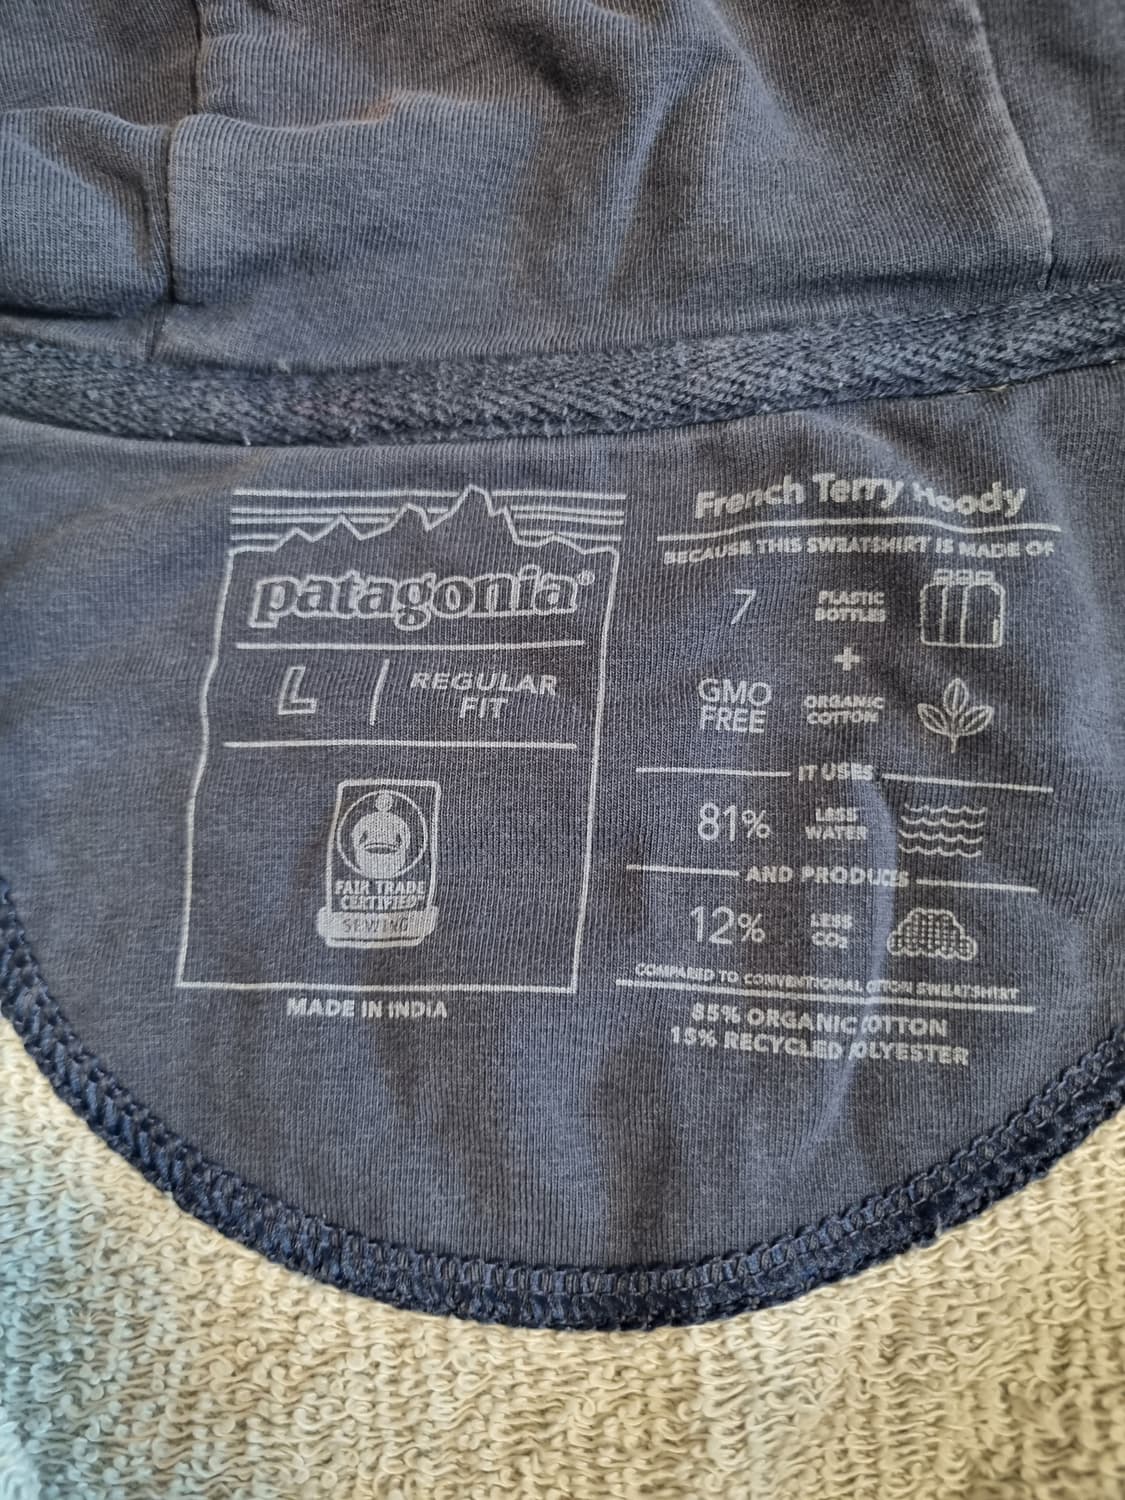 patagonia®
L | REGULAR
FIT
FAIR TRADE
CERTIFIED™
SEWING
MADE IN INDIA
French Terry Hoody
BECAUSE THIS SWEATSHIRT IS MADE OF
7 PLASTIC
BOTTLES
+
GMO
FREE
ORGANIC
COTTON
IT USES
81% LESS
WATER
AND PRODUCES
12% LESS
CO₂
COMPARED TO CONVENTIONAL COTTON SWEATSHIRT
85% ORGANIC COTTON
15% RECYCLED POLYESTER